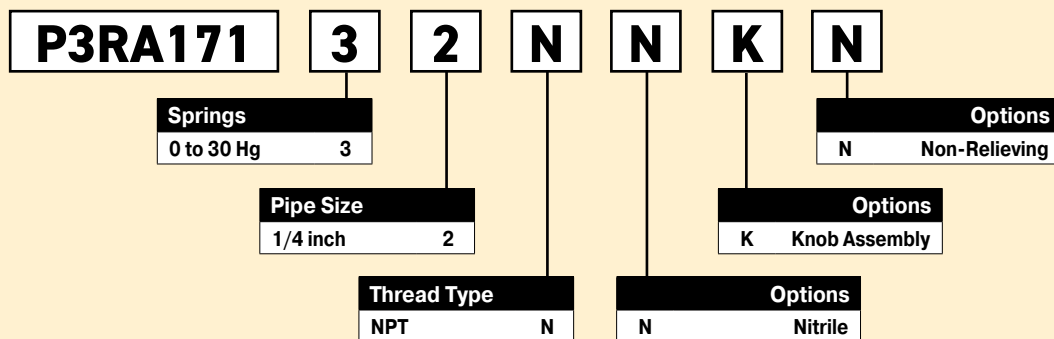 P3RA171 3 2 N N K N
Springs
0 to 30 Hg 3
Options
N Non-Relieving
Pipe Size
1/4 inch 2
Options
K Knob Assembly
Thread Type
NPT N
Options
N Nitrile